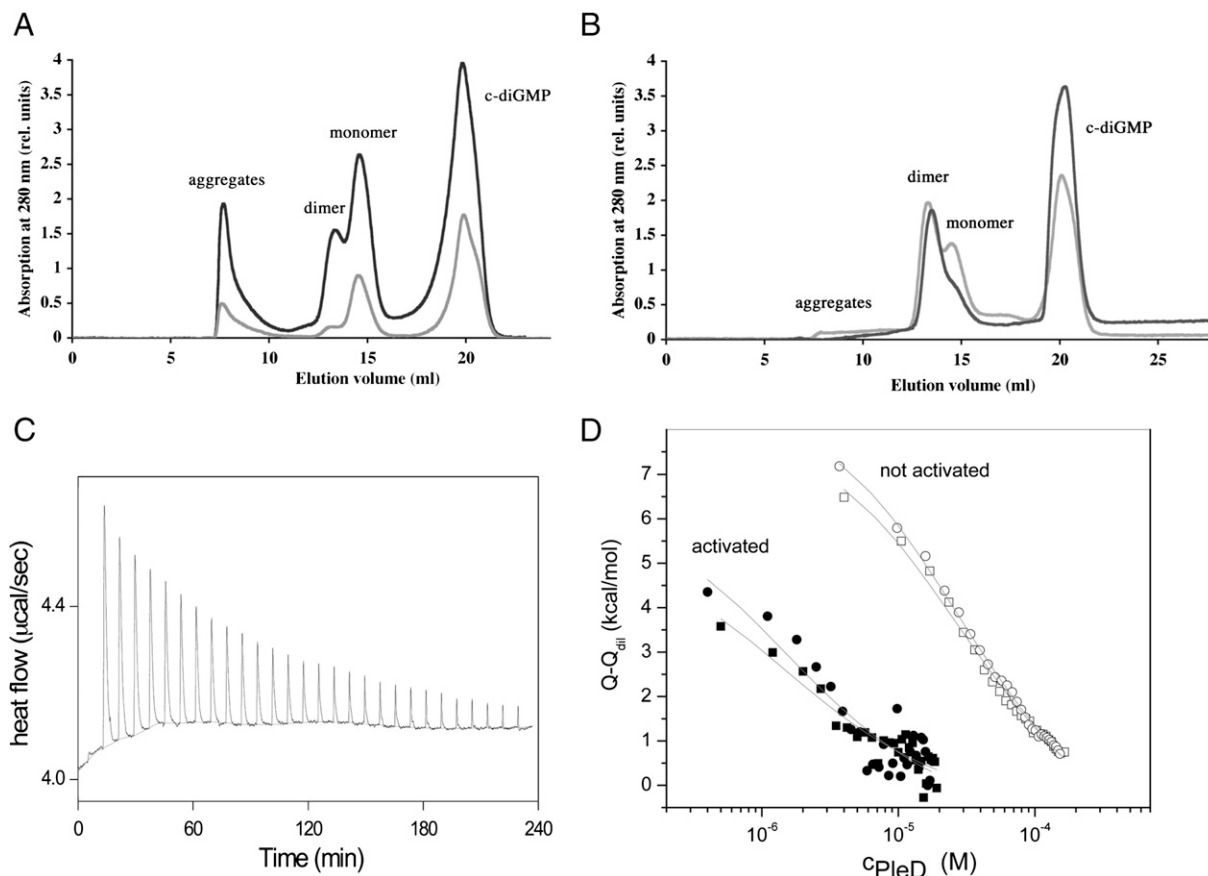 A
Absorption at 280 nm (rel. units)
4
3.5
3
2.5
2
1.5
1
0.5
0
aggregates
dimer
monomer
c-diGMP
0 5 10 15 20
Elution volume (ml)
B
Absorption at 280 nm (rel. units)
4
3.5
3
2.5
2
1.5
1
0.5
0
aggregates
dimer
monomer
c-diGMP
0 5 10 15 20 25
Elution volume (ml)
C
heat flow (μcal/sec)
4.4
4.0
0 60 120 180 240
Time (min)
D
Q-Qdil (kcal/mol)
7
6
5
4
3
2
1
0
not activated
activated
10-6 10-5 10-4
cPleD (M)